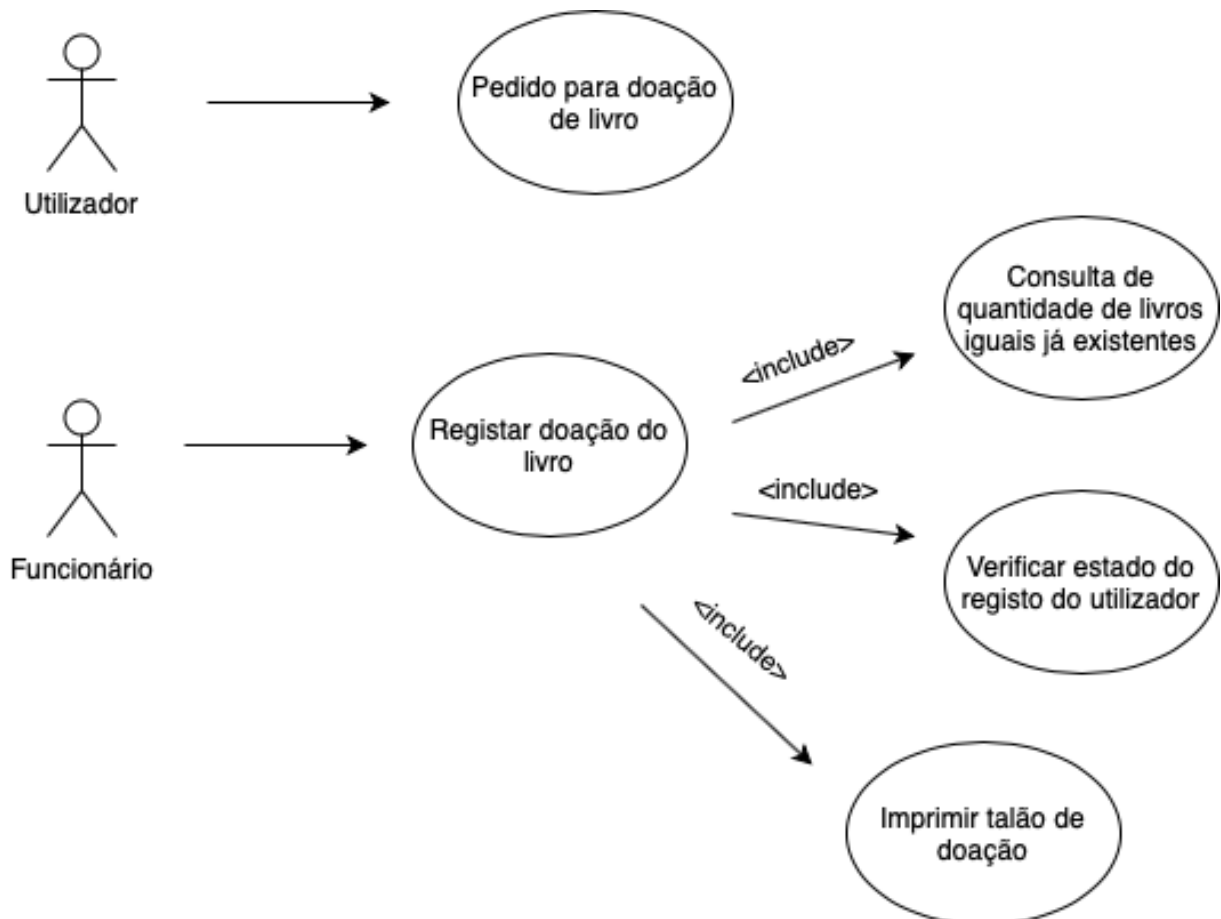 Pedido para doação
de livro
Utilizador
Consulta de
quantidade de livros
iguais já existentes
<include>
Registar doação do
livro
<include>
Funcionário
Verificar estado do
registo do utilizador
<include>
Imprimir talão de
doação